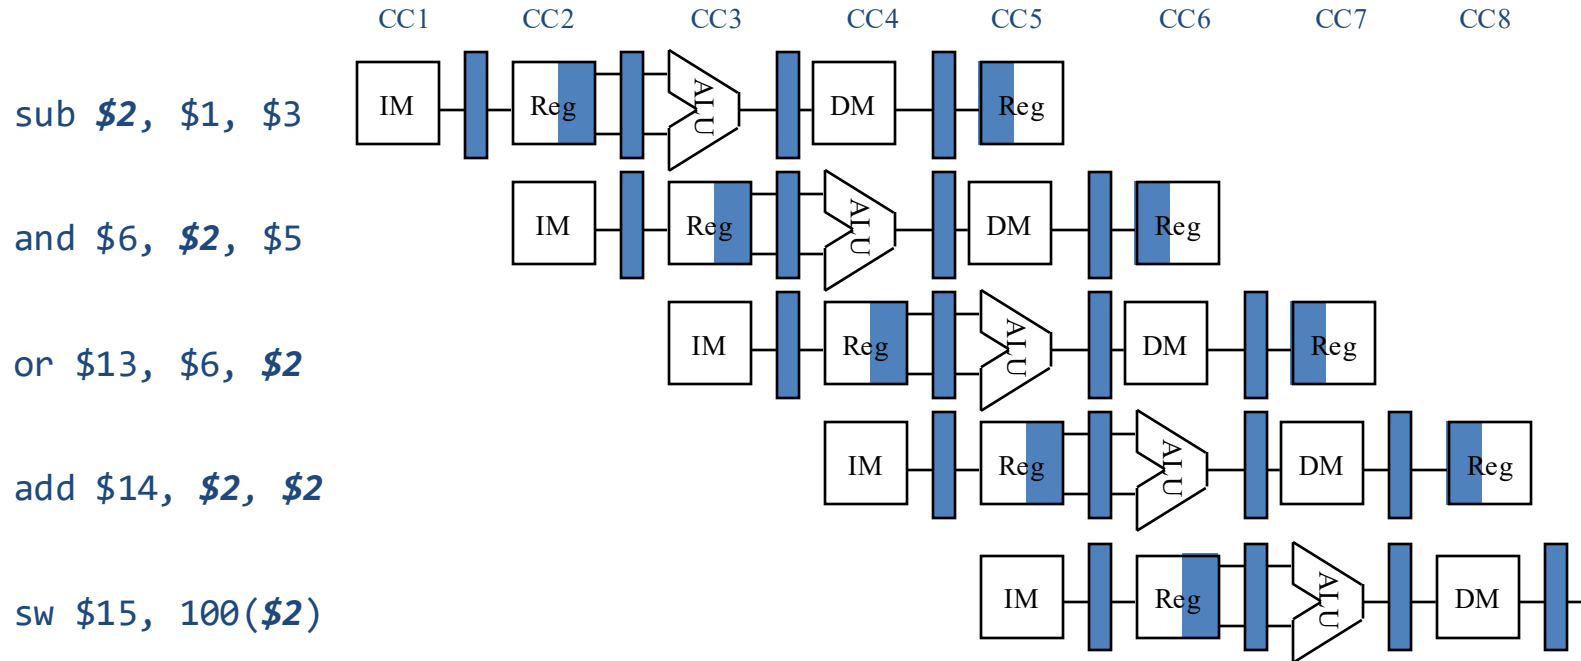 CC1 CC2 CC3 CC4 CC5 CC6 CC7 CC8
sub $2, $1, $3 IM Reg ALU DM Reg
and $6, $2, $5 IM Reg ALU DM Reg
or $13, $6, $2 IM Reg ALU DM Reg
add $14, $2, $2 IM Reg ALU DM Reg
sw $15, 100($2) IM Reg ALU DM